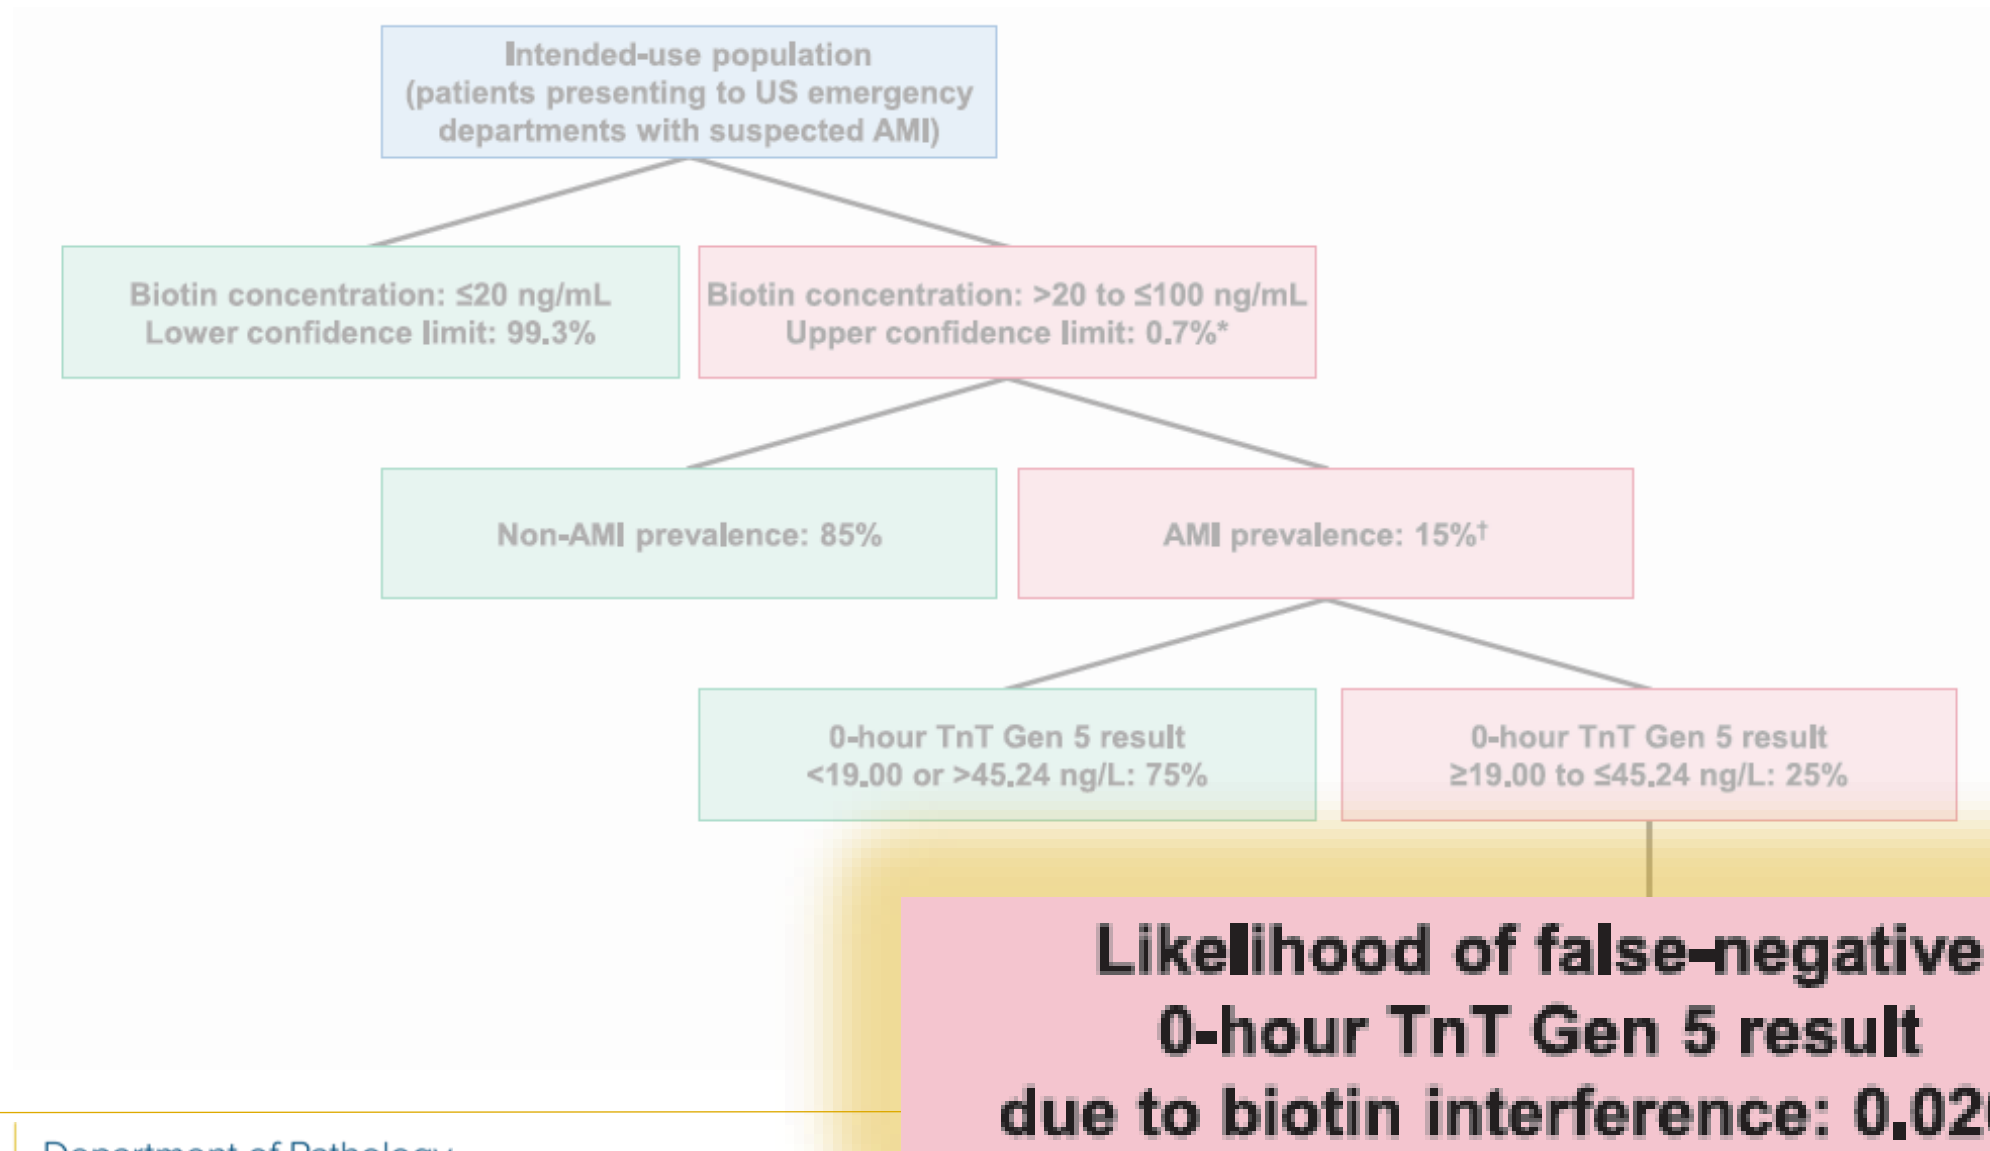 Intended-use population
(patients presenting to US emergency
departments with suspected AMI)
Biotin concentration: ≤20 ng/mL
Lower confidence limit: 99.3%
Biotin concentration: >20 to ≤100 ng/mL
Upper confidence limit: 0.7%*
Non-AMI prevalence: 85%
AMI prevalence: 15%†
0-hour TnT Gen 5 result
<19.00 or >45.24 ng/L: 75%
0-hour TnT Gen 5 result
≥19.00 to ≤45.24 ng/L: 25%
Likelihood of false-negative
0-hour TnT Gen 5 result
due to biotin interference:
Department of Pathology